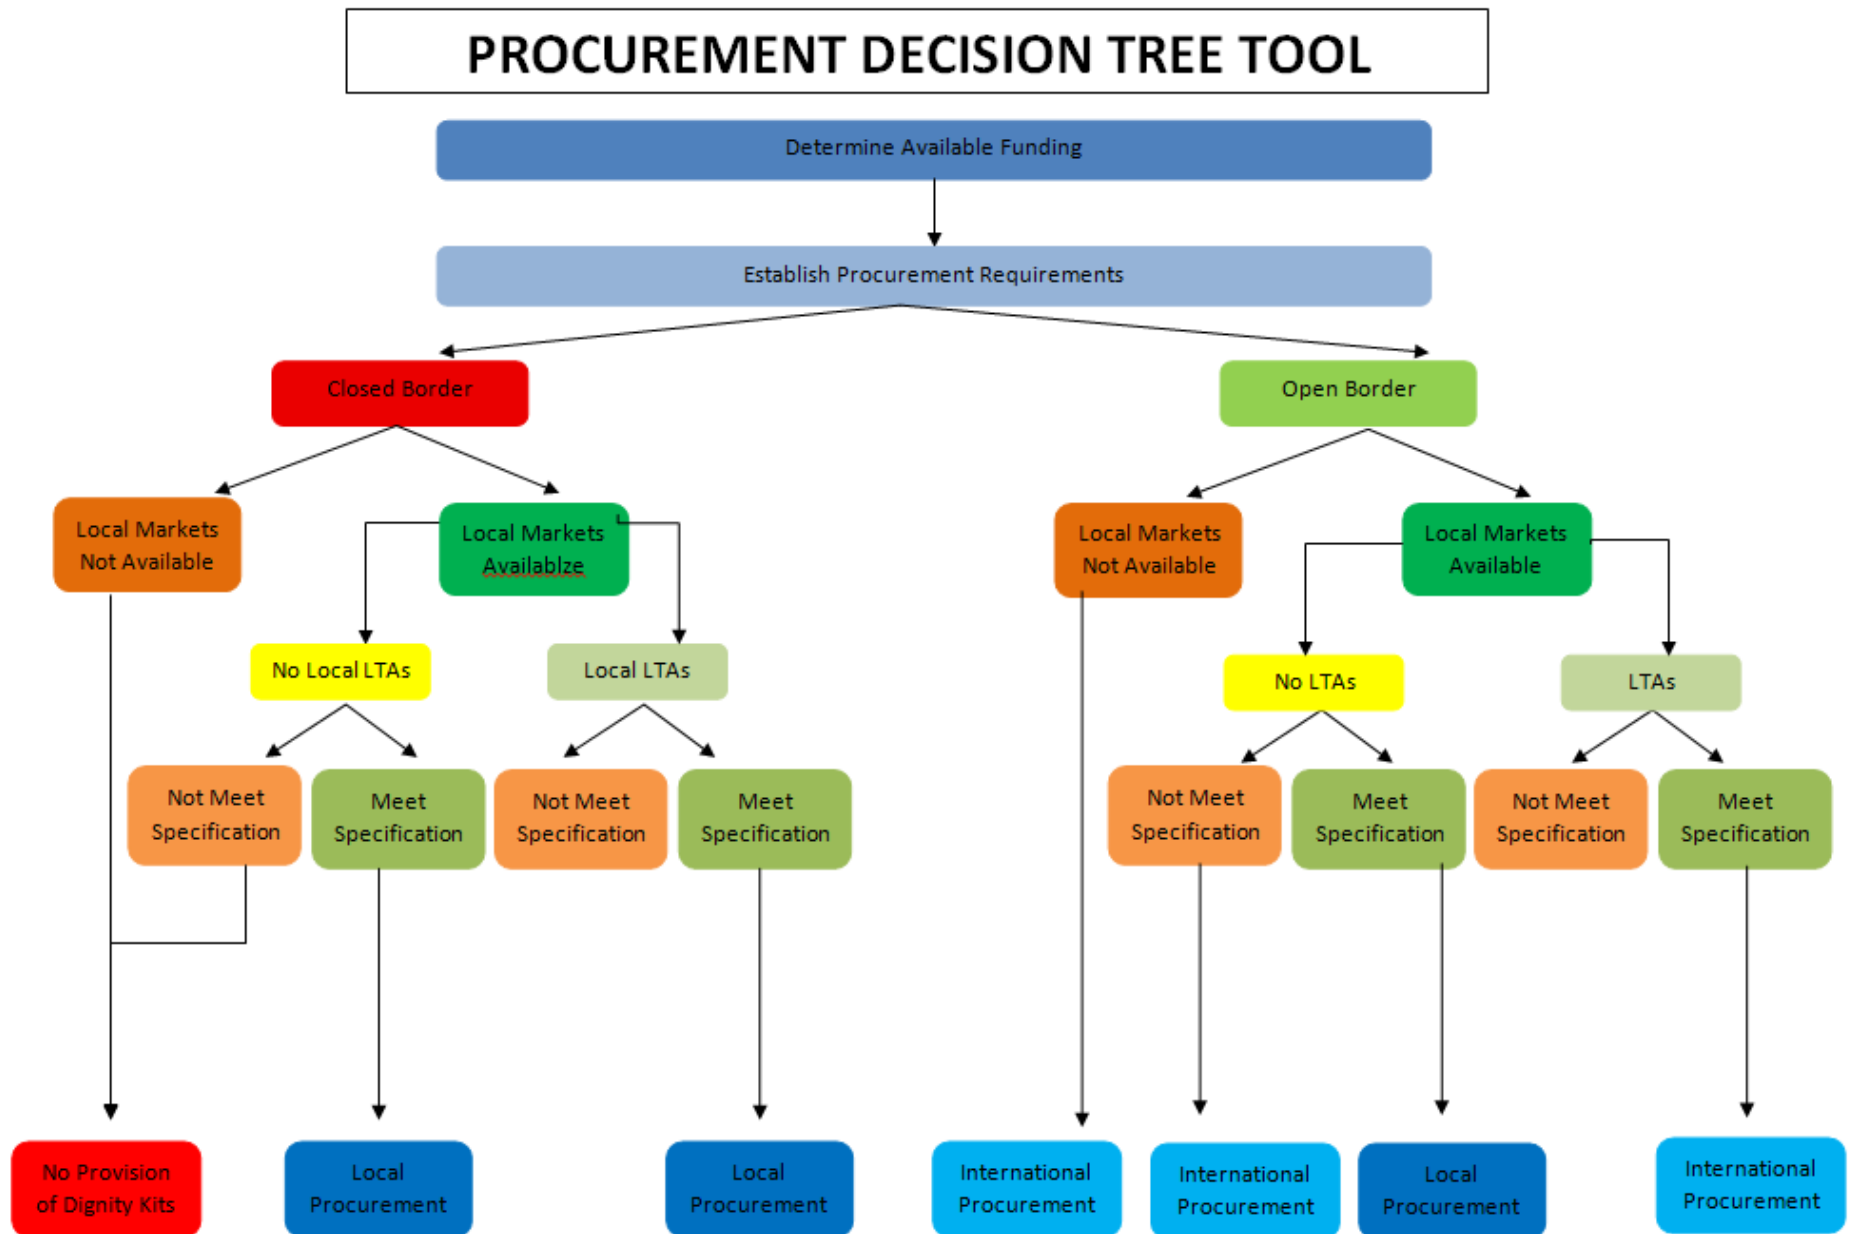 PROCUREMENT DECISION TREE TOOL
Determine Available Funding
Establish Procurement Requirements
Closed Border
Open Border
Local Markets
Not Available
Local Markets
Availablze
Local Markets
Not Available
Local Markets
Available
No Local LTAs
Local LTAs
No LTAs
LTAs
Not Meet
Specification
Meet
Specification
Not Meet
Specification
Meet
Specification
Not Meet
Specification
Meet
Specification
Not Meet
Specification
Meet
Specification
No Provision
of Dignity Kits
Local
Procurement
Local
Procurement
International
Procurement
International
Procurement
Local
Procurement
International
Procurement